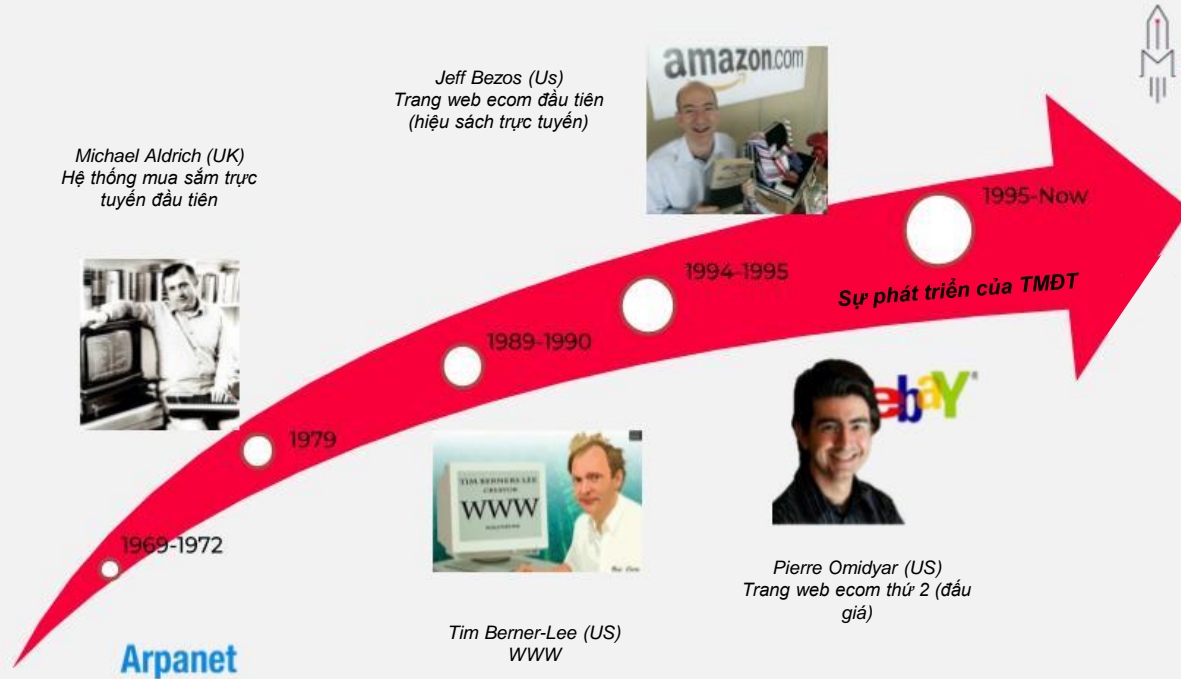 Jeff Bezos (Us)
Trang web ecom đầu tiên
(hiệu sách trực tuyến)
amazon.com
Michael Aldrich (UK)
Hệ thống mua sắm trực
tuyến đầu tiên
1995-Now
1994-1995
Sự phát triển của TMĐT
1989-1990
1979
1969-1972
Arpanet
TIM BERNERS LEE
CREATOR
WWW
Tim Berner-Lee (US)
WWW
ebaY®
Pierre Omidyar (US)
Trang web ecom thứ 2 (đấu
giá)